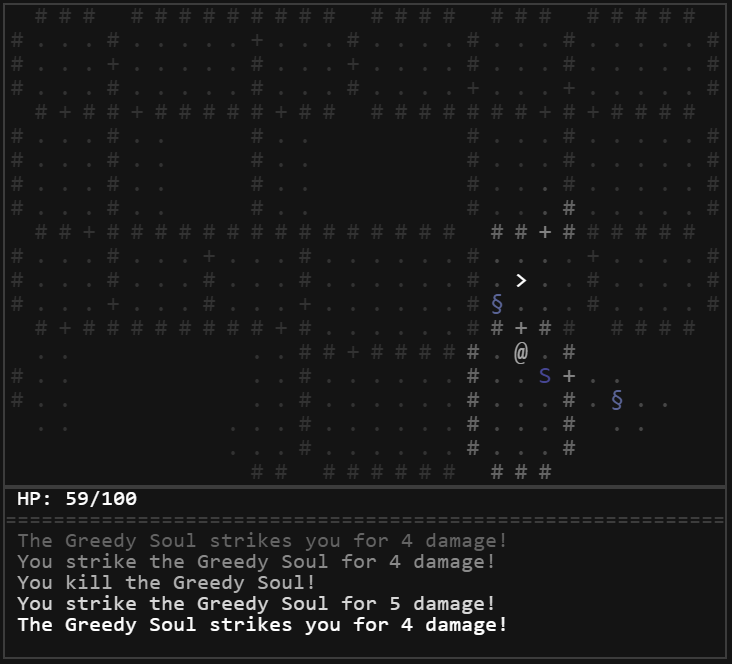 HP: 59/100
The Greedy Soul strikes you for 4 damage!
You strike the Greedy Soul for 4 damage!
You kill the Greedy Soul!
You strike the Greedy Soul for 5 damage!
The Greedy Soul strikes you for 4 damage!